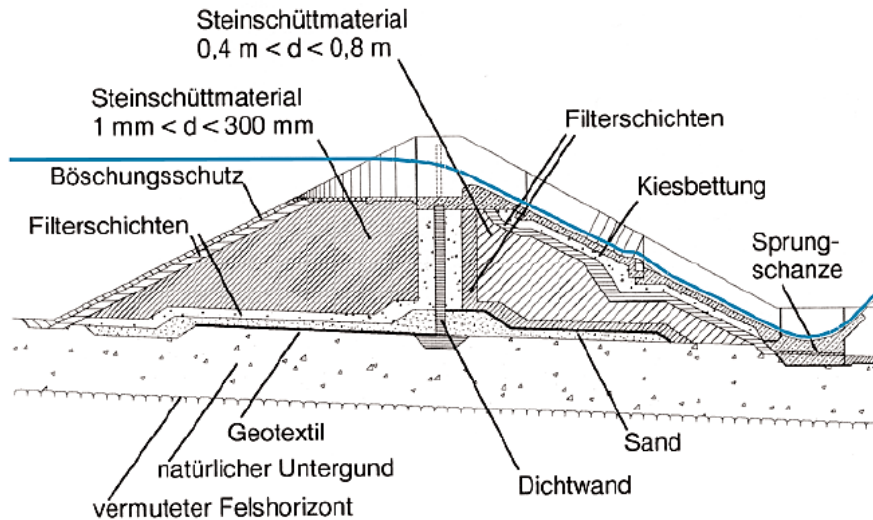 Steinschüttmaterial
0,4 m < d < 0,8 m
Steinschüttmaterial
1 mm < d < 300 mm
Filterschichten
Böschungsschutz
Kiesbettung
Filterschichten
Sprung-
schanze
Geotextil
Sand
natürlicher Untergund
Dichtwand
vermuteter Felshorizont